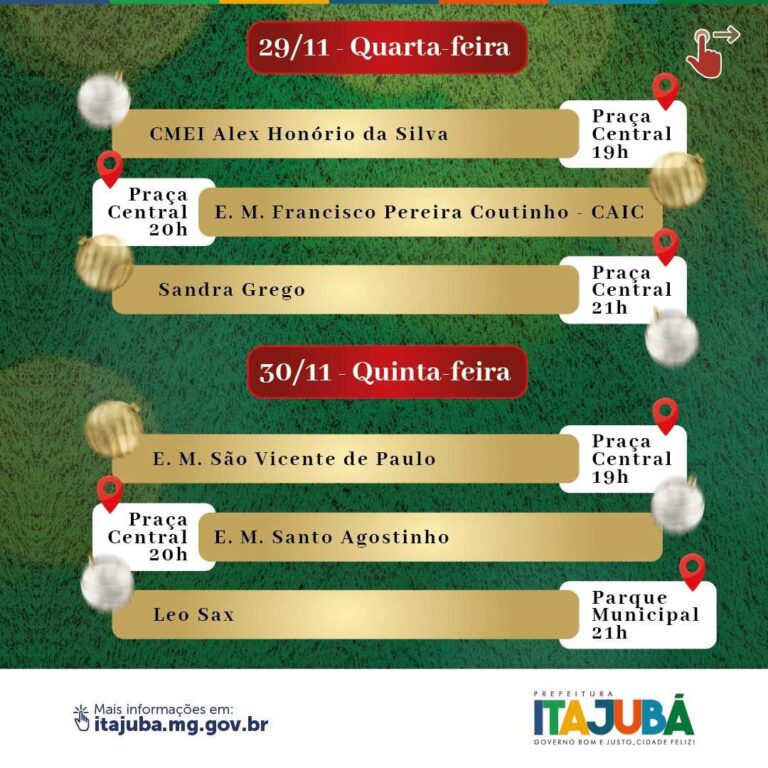 29/11 - Quarta-feira
CMEI Alex Honório da Silva
Praça
Central
19h
Praça
Central
20h
E. M. Francisco Pereira Coutinho - CAIC
Sandra Grego
Praça
Central
21h
30/11 - Quinta-feira
E. M. São Vicente de Paulo
Praça
Central
19h
Praça
Central
20h
E. M. Santo Agostinho
Leo Sax
Parque
Municipal
21h
Mais informações em:
itajuba.mg.gov.br
PREFEITURA
ITAJUBÁ
GOVERNO BOM E JUSTO, CIDADE FELIZ!